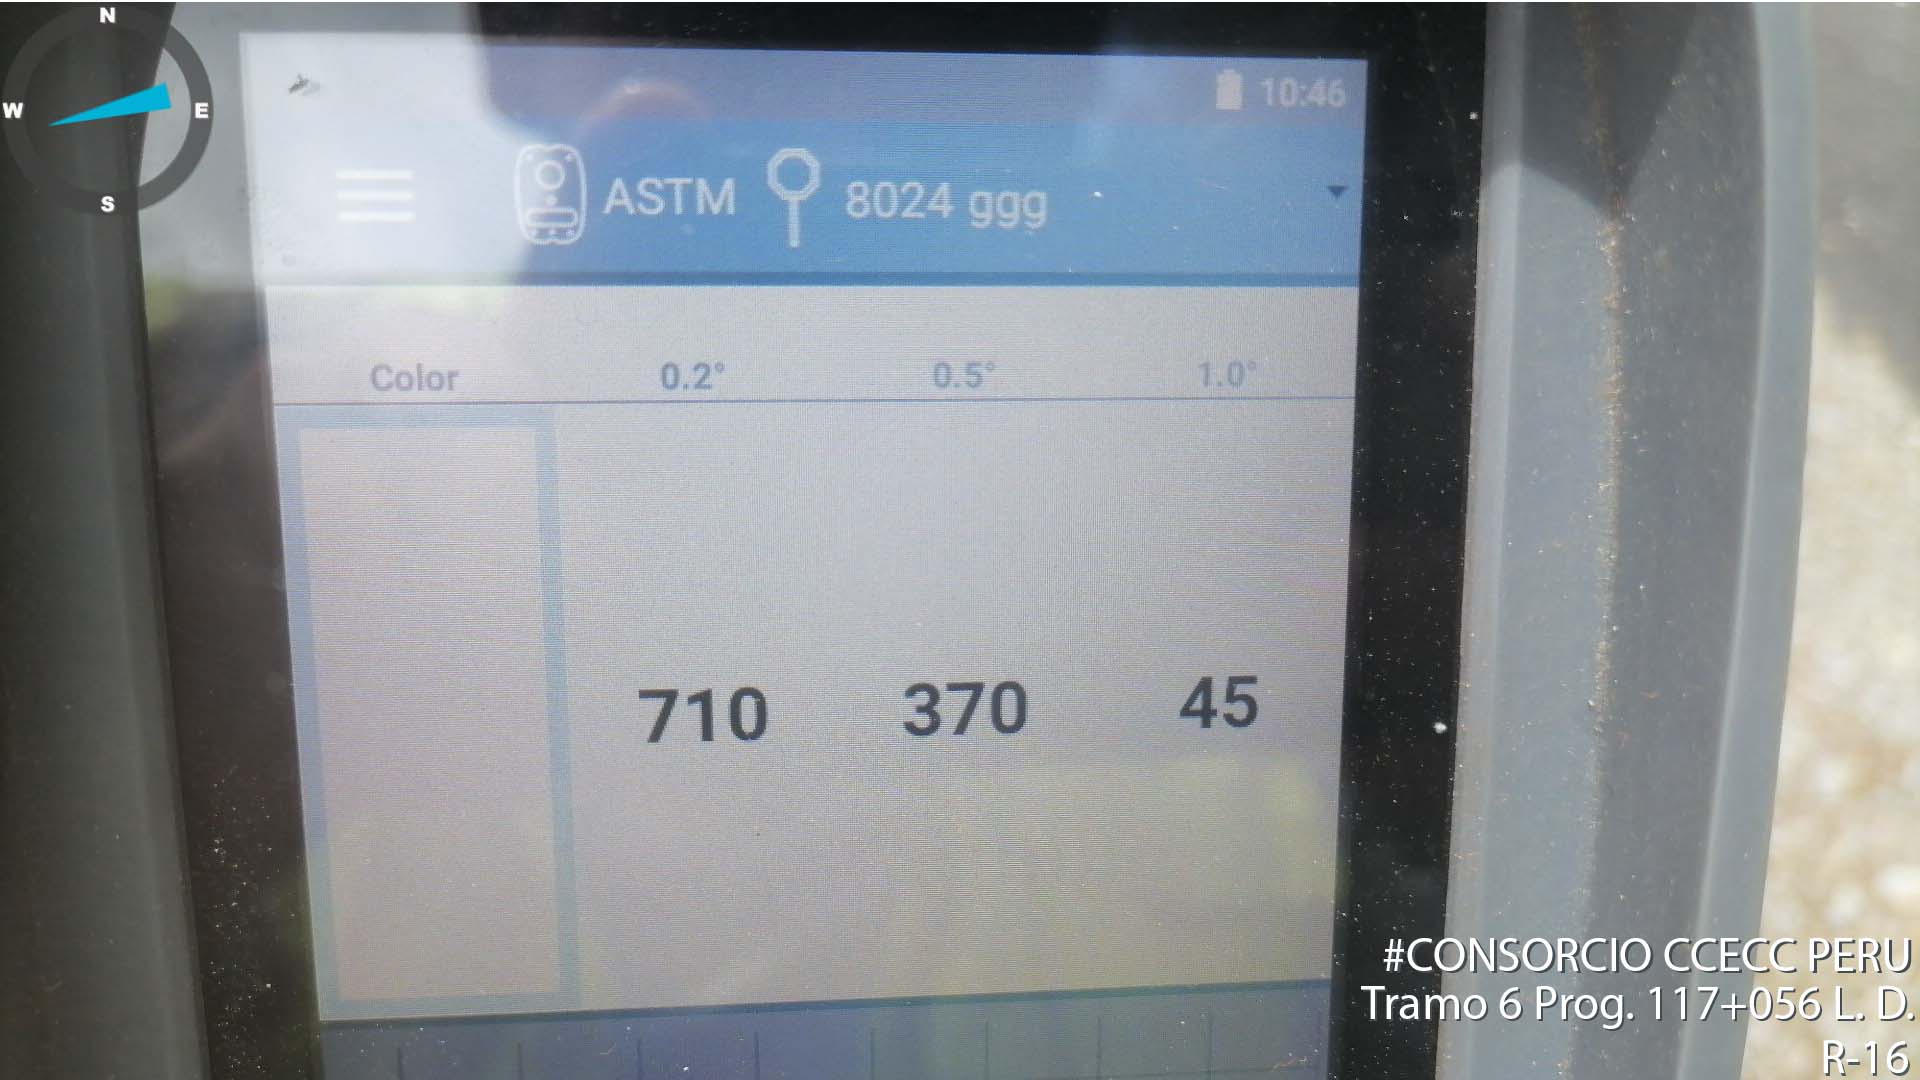 N
W E
S
10:46
ASTM 8024 ggg
Color 0.2° 0.5° 1.0°
710 370 45
#CONSORCIO CCECC PERU
Tramo 6 Prog. 117+056 L. D.
R-16